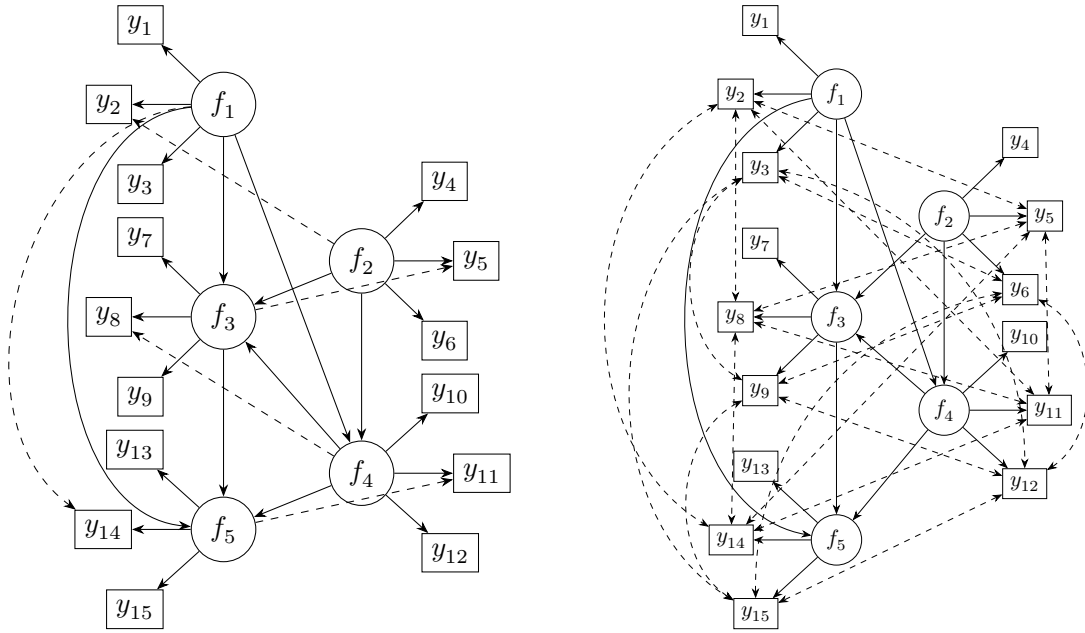 y₁
y₂
f₁
y₃
y₄
y₇
f₂
y₅
y₈
f₃
y₆
y₉
y₁₀
y₁₃
f₄
y₁₁
y₁₄
f₅
y₁₂
y₁₅
y₁
y₂
f₁
y₃
y₄
f₂
y₅
y₇
y₆
y₈
f₃
y₁₀
y₉
f₄
y₁₁
y₁₃
y₁₂
y₁₄
f₅
y₁₅